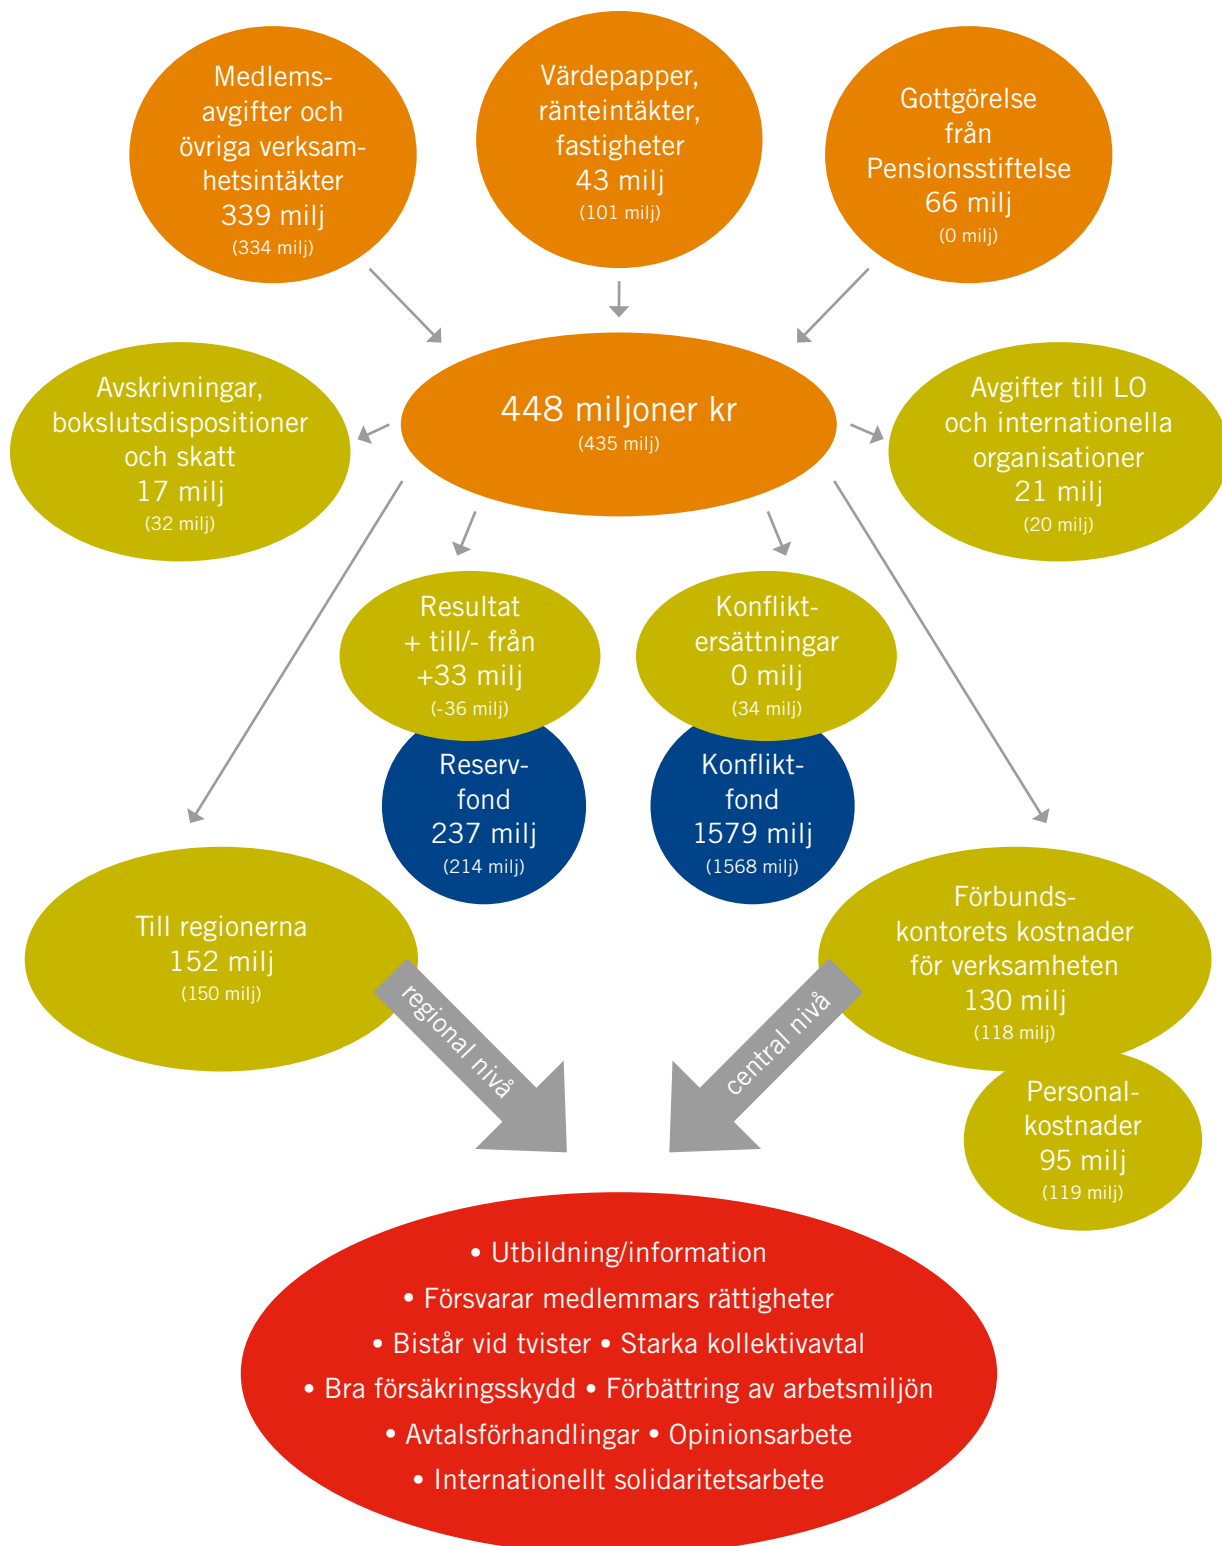 Medlems-
avgifter och
övriga verksam-
hetsintäkter
339 milj
(334 milj)
Värdepapper,
ränteintäkter,
fastigheter
43 milj
(101 milj)
Gottgörelse
från
Pensionsstiftelse
66 milj
(0 milj)
448 miljoner kr
(435 milj)
Avskrivningar,
bokslutsdispositioner
och skatt
17 milj
(32 milj)
Avgifter till LO
och internationella
organisationer
21 milj
(20 milj)
Resultat
+ till/- från
+33 milj
(-36 milj)
Konflikt-
ersättningar
0 milj
(34 milj)
Reserv-
fond
237 milj
(214 milj)
Konflikt-
fond
1579 milj
(1568 milj)
Till regionerna
152 milj
(150 milj)
Förbunds-
kontorets kostnader
för verksamheten
130 milj
(118 milj)
regional nivå
central nivå
Personal-
kostnader
95 milj
(119 milj)
• Utbildning/information
• Försvarar medlemmars rättigheter
• Bistår vid tvister • Starka kollektivavtal
• Bra försäkringsskydd • Förbättring av arbetsmiljön
• Avtalsförhandlingar • Opinionsarbete
• Internationellt solidaritetsarbete